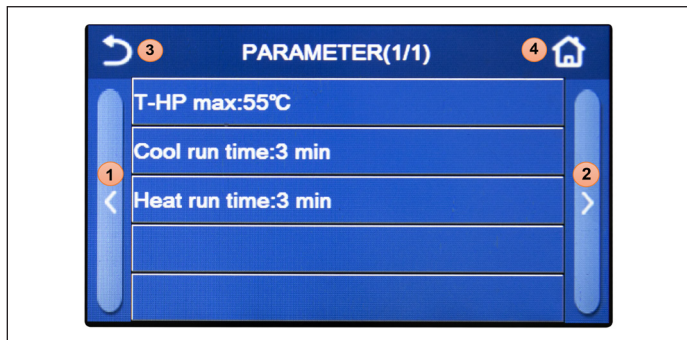 3 PARAMETER(1/1) 4
T-HP max:55℃
Cool run time:3 min
1
2
Heat run time:3 min